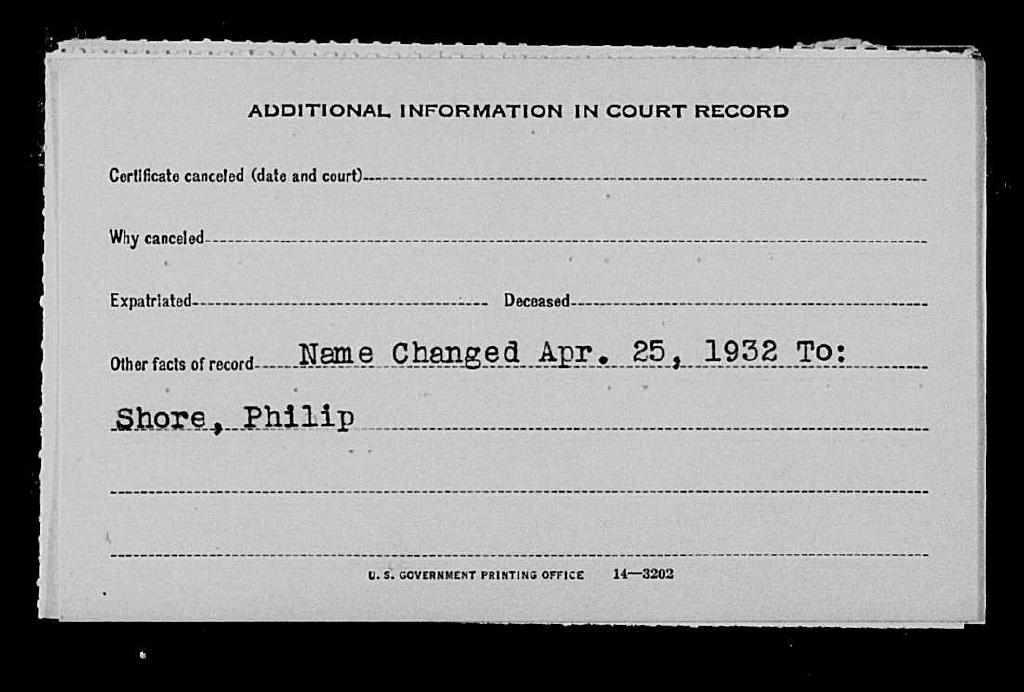 ADDITIONAL INFORMATION IN COURT RECORD
Certificate canceled (date and court)
Why canceled
Expatriated Deceased
Other facts of record Name Changed Apr. 25, 1932 To:
Shore, Philip
U. S. GOVERNMENT PRINTING OFFICE 14—3202